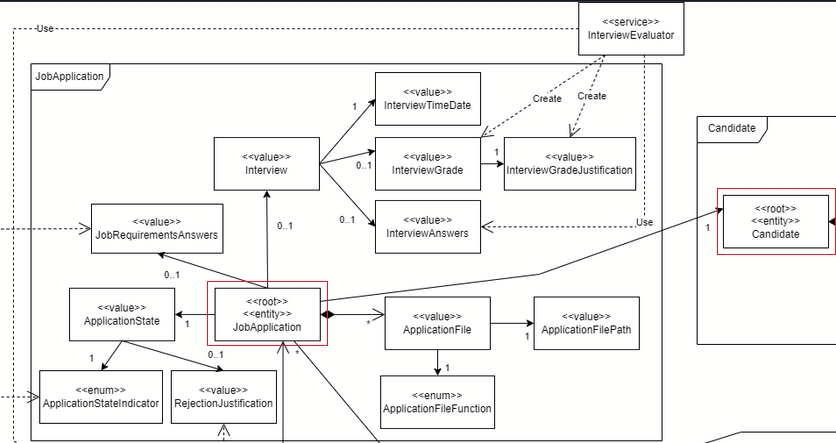 Use
<<service>>
InterviewEvaluator
JobApplication
<<value>>
InterviewTimeDate
Create
Create
1
Candidate
<<value>>
Interview
<<value>>
InterviewGrade
1
<<value>>
InterviewGradeJustification
0..1
0..1
<<value>>
JobRequirementsAnswers
0..1
<<value>>
InterviewAnswers
Use
1
<<root>>
<<entity>>
Candidate
0..1
<<value>>
ApplicationState
1
<<root>>
<<entity>>
JobApplication
*
<<value>>
ApplicationFile
1
<<value>>
ApplicationFilePath
1
0..1
*
1
<<enum>>
ApplicationStateIndicator
<<value>>
RejectionJustification
<<enum>>
ApplicationFileFunction